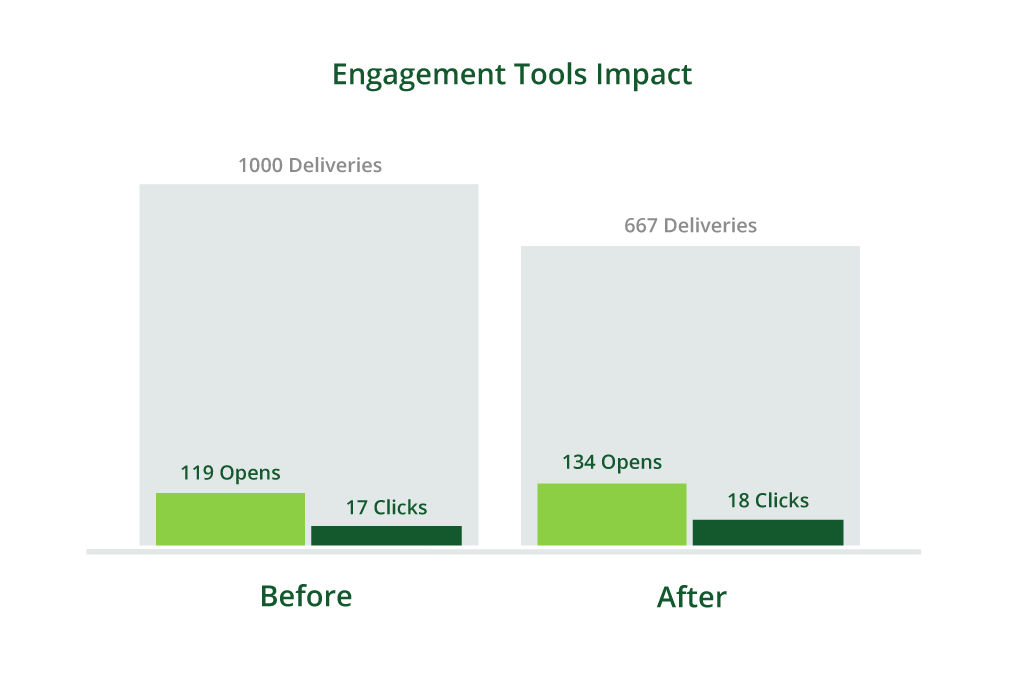 Engagement Tools Impact
1000 Deliveries
667 Deliveries
119 Opens
17 Clicks
134 Opens
18 Clicks
Before
After